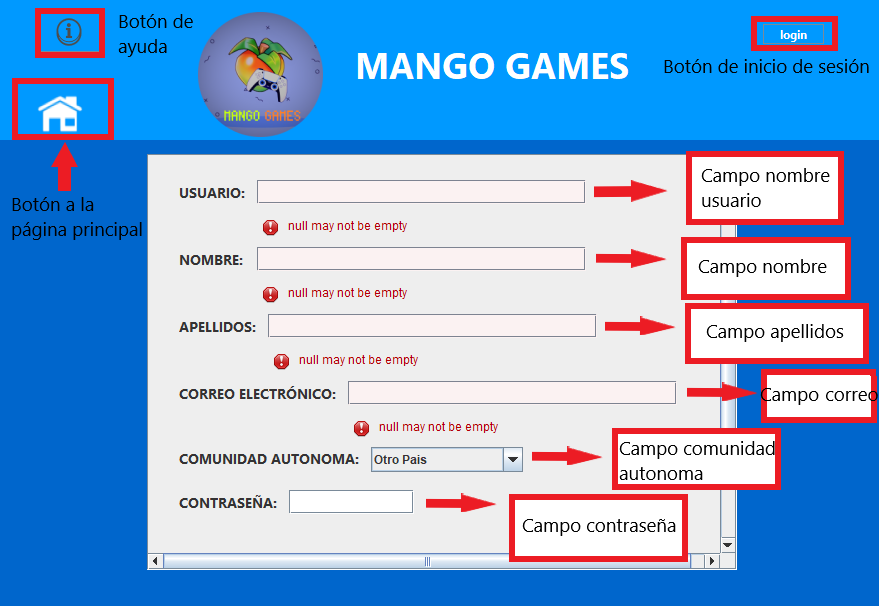 Botón de
ayuda
MANGO GAMES
MANGO GAMES
login
Botón de inicio de sesión
Botón a la
página principal
USUARIO:
Campo nombre
usuario
null may not be empty
NOMBRE:
Campo nombre
null may not be empty
APELLIDOS:
Campo apellidos
null may not be empty
CORREO ELECTRÓNICO:
Campo correo
null may not be empty
COMUNIDAD AUTONOMA:
Otro Pais
Campo comunidad
autonoma
CONTRASEÑA:
Campo contraseña